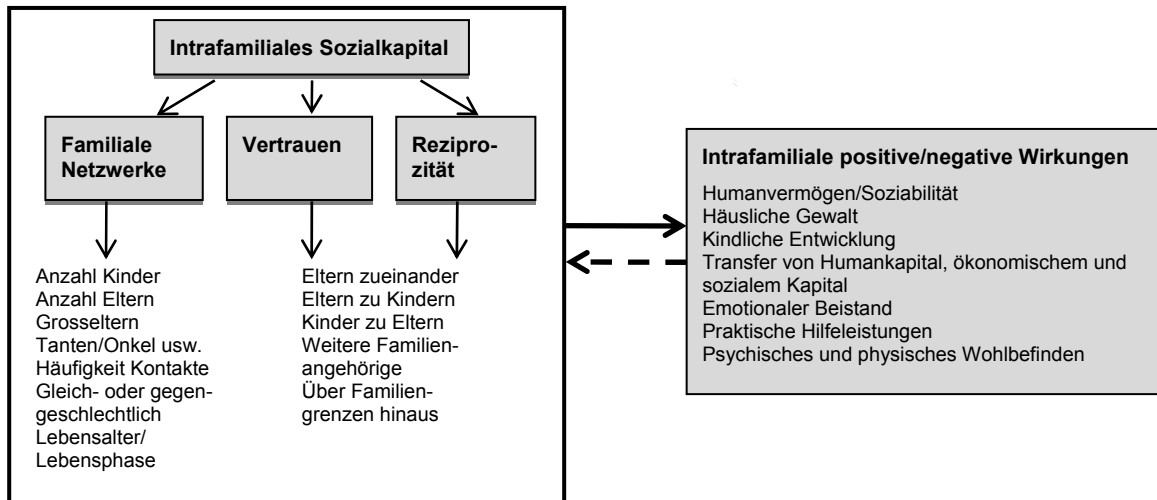 Intrafamiliales Sozialkapital
Familiale
Netzwerke
Vertrauen
Rezipro-
zität
Anzahl Kinder
Anzahl Eltern
Grosseltern
Tanten/Onkel usw.
Häufigkeit Kontakte
Gleich- oder gegen-
geschlechtlich
Lebensalter/
Lebensphase
Eltern zueinander
Eltern zu Kindern
Kinder zu Eltern
Weitere Familien-
angehörige
Über Familien-
grenzen hinaus
Intrafamiliale positive/negative Wirkungen
Humanvermögen/Soziabilität
Häusliche Gewalt
Kindliche Entwicklung
Transfer von Humankapital, ökonomischem und
sozialem Kapital
Emotionaler Beistand
Praktische Hilfeleistungen
Psychisches und physisches Wohlbefinden